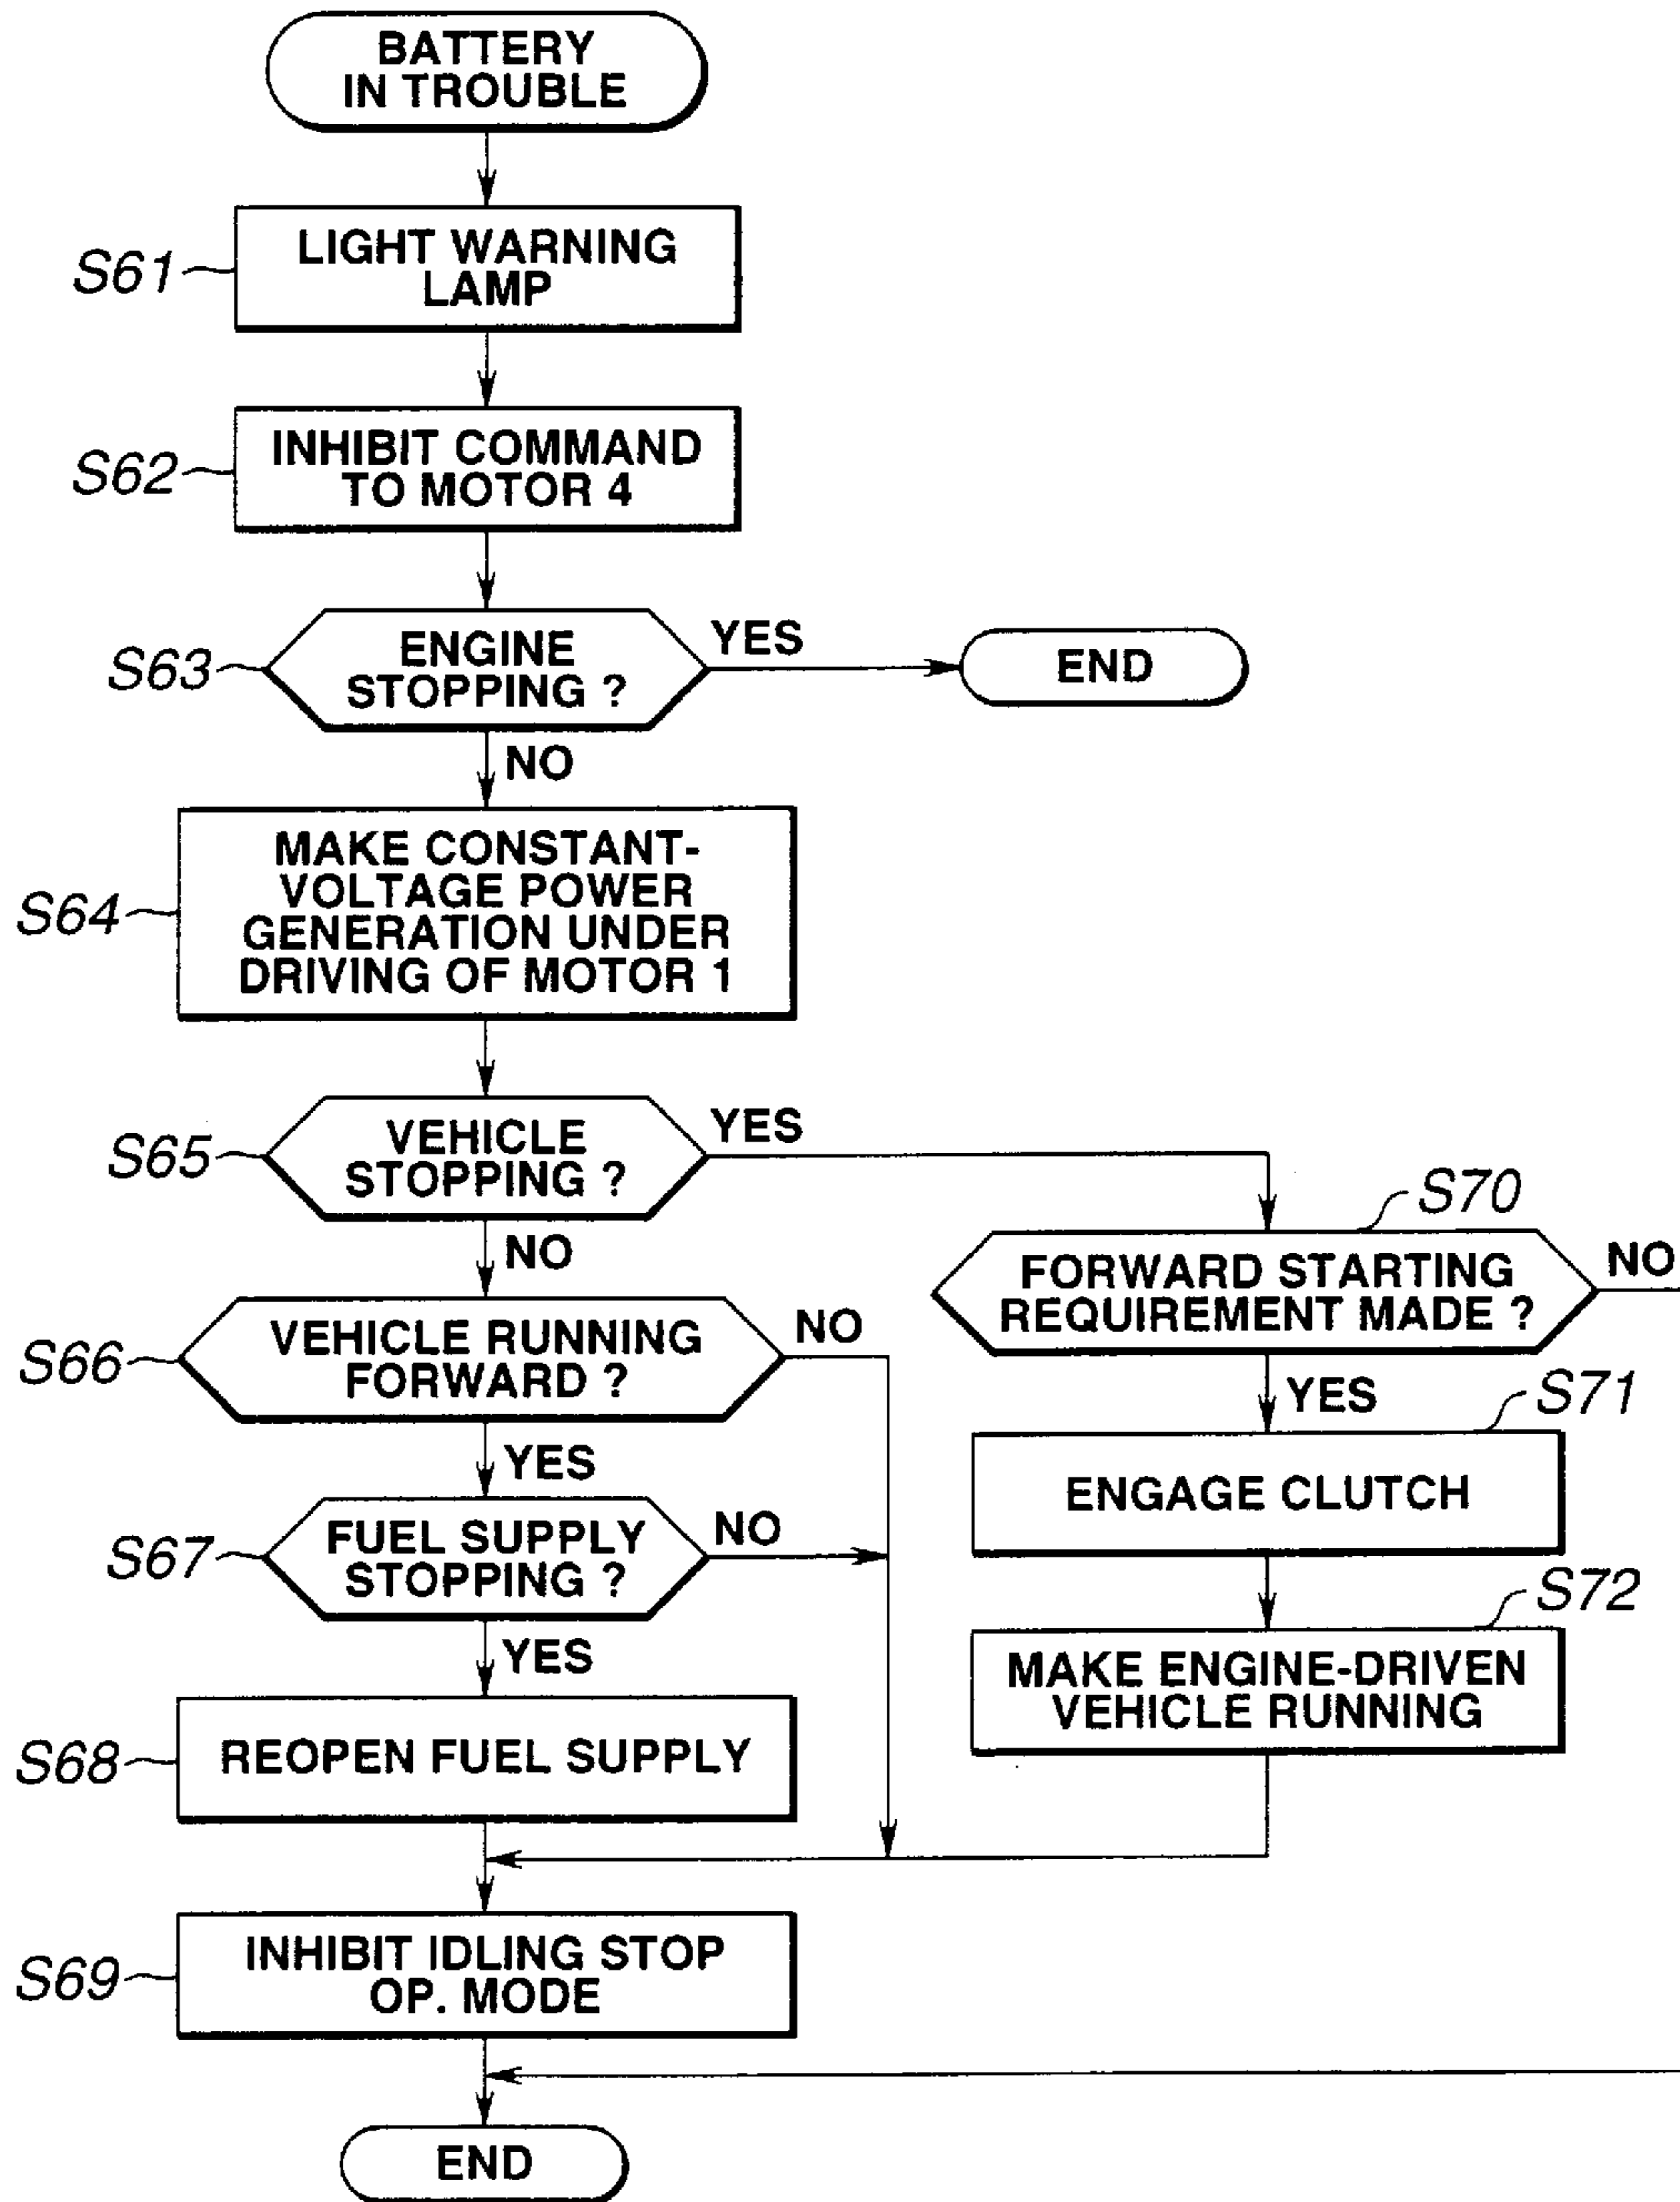 BATTERY
IN TROUBLE
S61
LIGHT WARNING
LAMP
S62
INHIBIT COMMAND
TO MOTOR 4
S63
ENGINE
STOPPING ?
YES
END
NO
S64
MAKE CONSTANT-
VOLTAGE POWER
GENERATION UNDER
DRIVING OF MOTOR 1
S65
VEHICLE
STOPPING ?
YES
NO
S70
FORWARD STARTING
REQUIREMENT MADE ?
NO
YES
S66
VEHICLE RUNNING
FORWARD ?
NO
YES
S71
ENGAGE CLUTCH
S67
FUEL SUPPLY
STOPPING ?
NO
YES
S72
MAKE ENGINE-DRIVEN
VEHICLE RUNNING
S68
REOPEN FUEL SUPPLY
S69
INHIBIT IDLING STOP
OP. MODE
END